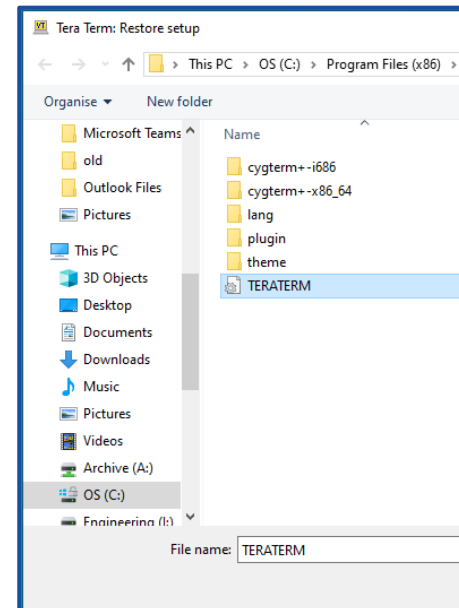 VT Tera Term: Restore setup
This PC > OS (C:) > Program Files (x86) >
Organise New folder
Microsoft Teams
old
Outlook Files
Pictures
This PC
3D Objects
Desktop
Documents
Downloads
Music
Pictures
Videos
Archive (A:)
OS (C:)
Engineering (I:)
Name
cygterm+-i686
cygterm+-x86_64
lang
plugin
theme
TERATERM
File name: TERATERM